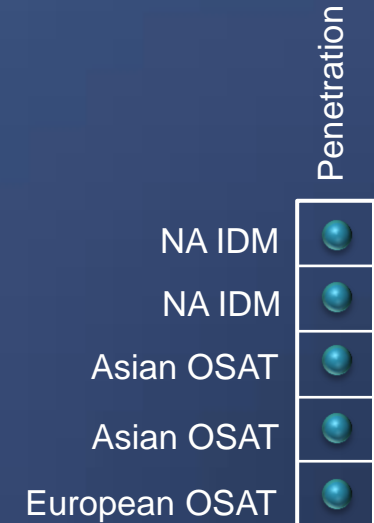 Penetration
NA IDM
NA IDM
Asian OSAT
Asian OSAT
European OSAT